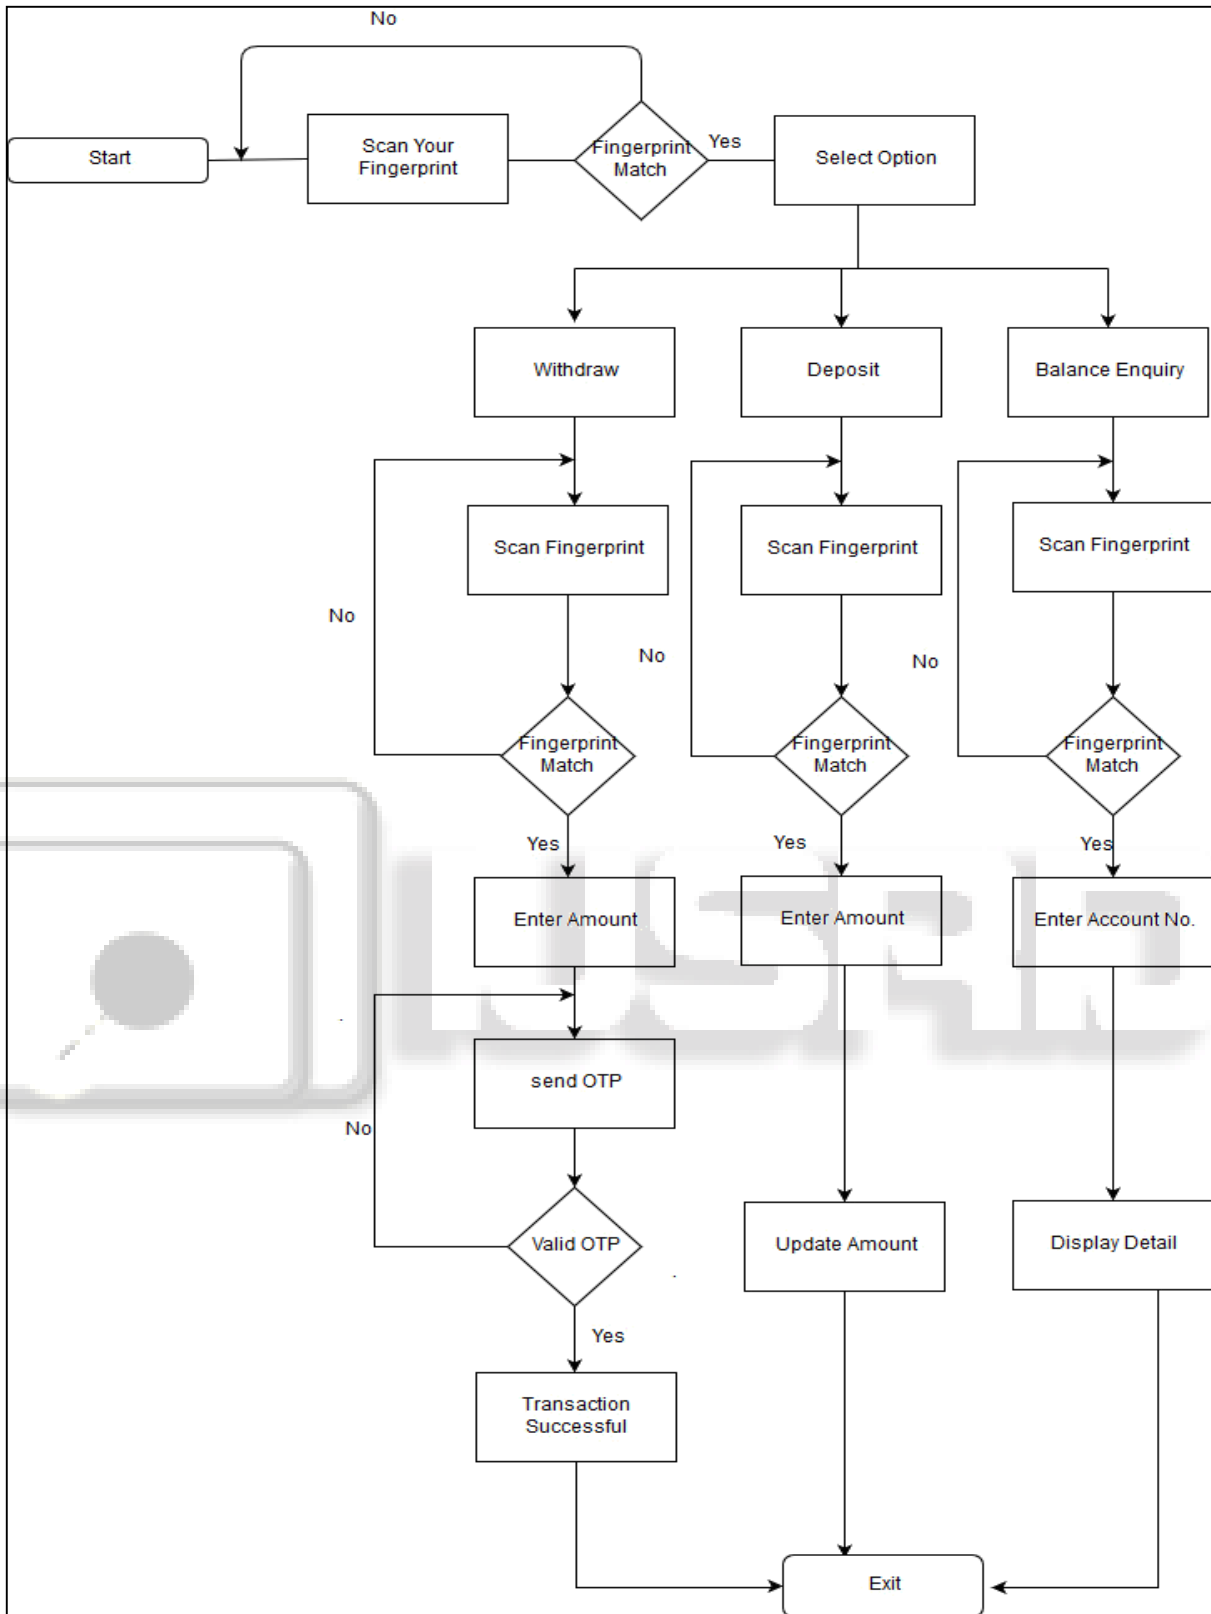 No
Start
Scan Your
Fingerprint
Fingerprint
Match
Yes
Select Option
Withdraw
Deposit
Balance Enquiry
Scan Fingerprint
Scan Fingerprint
Scan Fingerprint
No
No
No
Fingerprint
Match
Fingerprint
Match
Fingerprint
Match
Yes
Yes
Yes
Enter Amount
Enter Amount
Enter Account No.
send OTP
No
Valid OTP
Update Amount
Display Detail
Yes
Transaction
Successful
Exit